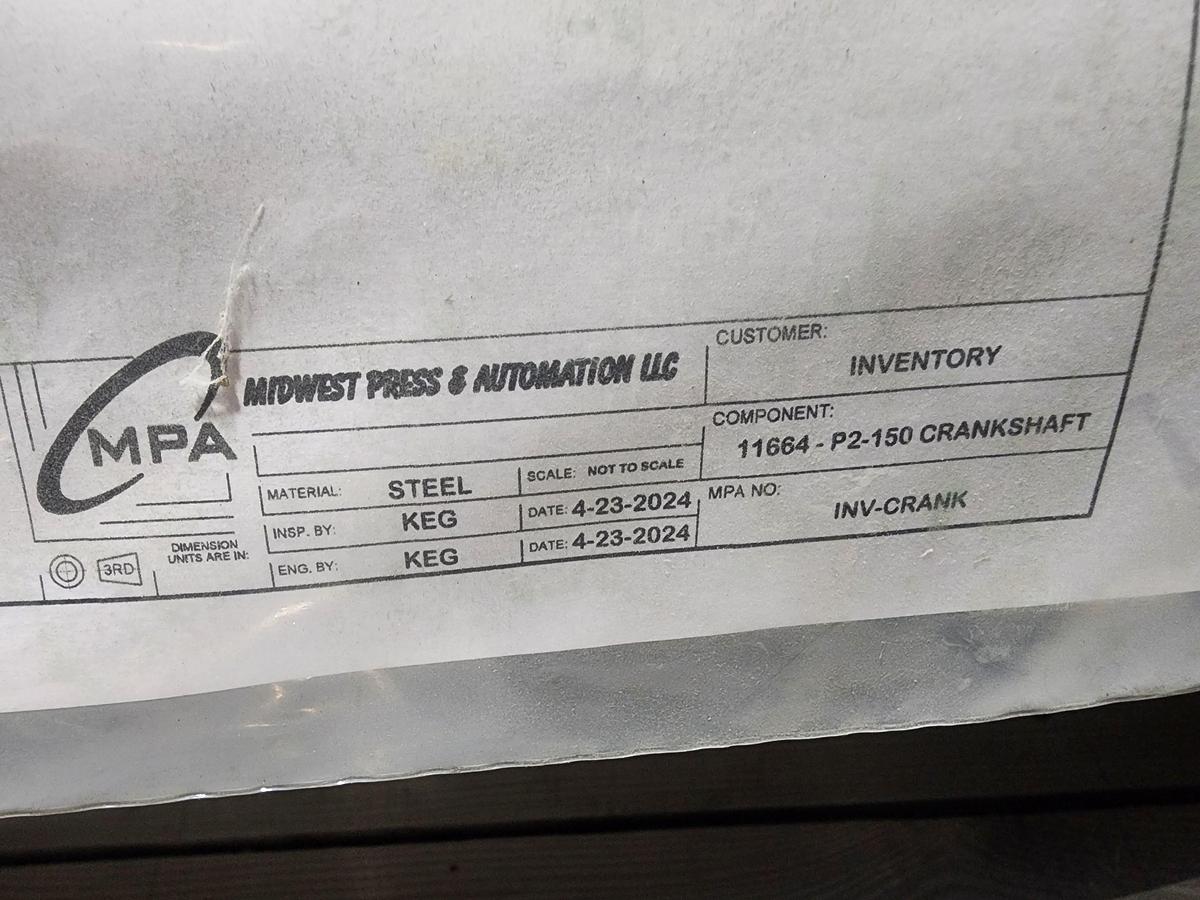 MPA
MIDWEST PRESS & AUTOMATION LLC
CUSTOMER:
INVENTORY
COMPONENT:
11664 - P2-150 CRANKSHAFT
MATERIAL: STEEL
SCALE: NOT TO SCALE
MPA NO:
INV-CRANK
INSP. BY: KEG
DATE: 4-23-2024
ENG. BY: KEG
DATE: 4-23-2024
3RD
DIMENSION
UNITS ARE IN: